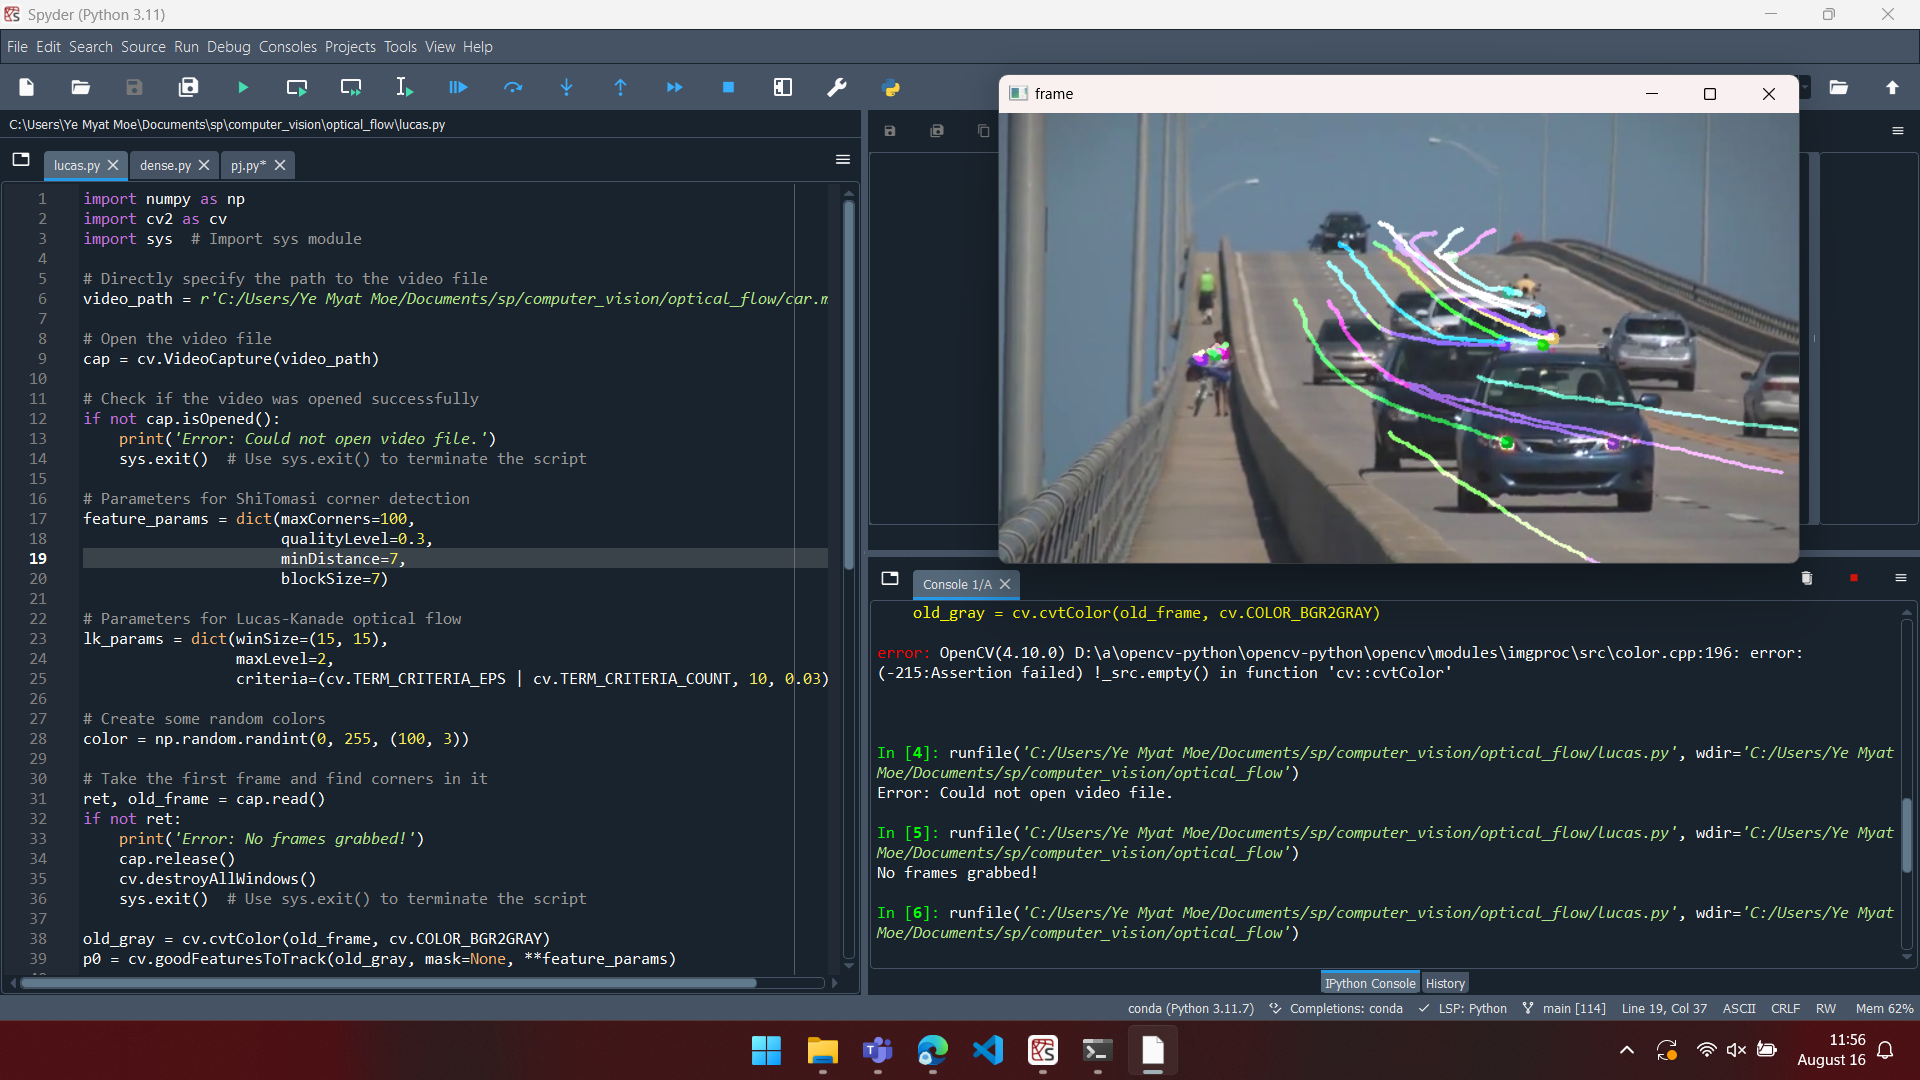 Spyder (Python 3.11)
File Edit Search Source Run Debug Consoles Projects Tools View Help
C:\Users\Ye Myat Moe\Documents\sp\computer_vision\optical_flow\lucas.py
lucas.py
dense.py
pj.py*
1 import numpy as np
2 import cv2 as cv
3 import sys # Import sys module
4
5 # Directly specify the path to the video file
6 video_path = r'C:/Users/Ye Myat Moe/Documents/sp/computer_vision/optical_flow/car.m
7
8 # Open the video file
9 cap = cv.VideoCapture(video_path)
10
11 # Check if the video was opened successfully
12 if not cap.isOpened():
13 print('Error: Could not open video file.')
14 sys.exit() # Use sys.exit() to terminate the script
15
16 # Parameters for ShiTomasi corner detection
17 feature_params = dict(maxCorners=100,
18 qualityLevel=0.3,
19 minDistance=7,
20 blockSize=7)
21
22 # Parameters for Lucas-Kanade optical flow
23 lk_params = dict(winSize=(15, 15),
24 maxLevel=2,
25 criteria=(cv.TERM_CRITERIA_EPS | cv.TERM_CRITERIA_COUNT, 10, 0.03)
26
27 # Create some random colors
28 color = np.random.randint(0, 255, (100, 3))
29
30 # Take the first frame and find corners in it
31 ret, old_frame = cap.read()
32 if not ret:
33 print('Error: No frames grabbed!')
34 cap.release()
35 cv.destroyAllWindows()
36 sys.exit() # Use sys.exit() to terminate the script
37
38 old_gray = cv.cvtColor(old_frame, cv.COLOR_BGR2GRAY)
39 p0 = cv.goodFeaturesToTrack(old_gray, mask=None, **feature_params)
frame
Console 1/A
old_gray = cv.cvtColor(old_frame, cv.COLOR_BGR2GRAY)
error: OpenCV(4.10.0) D:\a\opencv-python\opencv-python\opencv\modules\imgproc\src\color.cpp:196: error:
(-215:Assertion failed) !_src.empty() in function 'cv::cvtColor'
In [4]: runfile('C:/Users/Ye Myat Moe/Documents/sp/computer_vision/optical_flow/lucas.py', wdir='C:/Users/Ye Myat
Moe/Documents/sp/computer_vision/optical_flow')
Error: Could not open video file.
In [5]: runfile('C:/Users/Ye Myat Moe/Documents/sp/computer_vision/optical_flow/lucas.py', wdir='C:/Users/Ye Myat
Moe/Documents/sp/computer_vision/optical_flow')
No frames grabbed!
In [6]: runfile('C:/Users/Ye Myat Moe/Documents/sp/computer_vision/optical_flow/lucas.py', wdir='C:/Users/Ye Myat
Moe/Documents/sp/computer_vision/optical_flow')
IPython Console History
conda (Python 3.11.7) Completions: conda LSP: Python main [114] Line 19, Col 37 ASCII CRLF RW Mem 62%
11:56
August 16